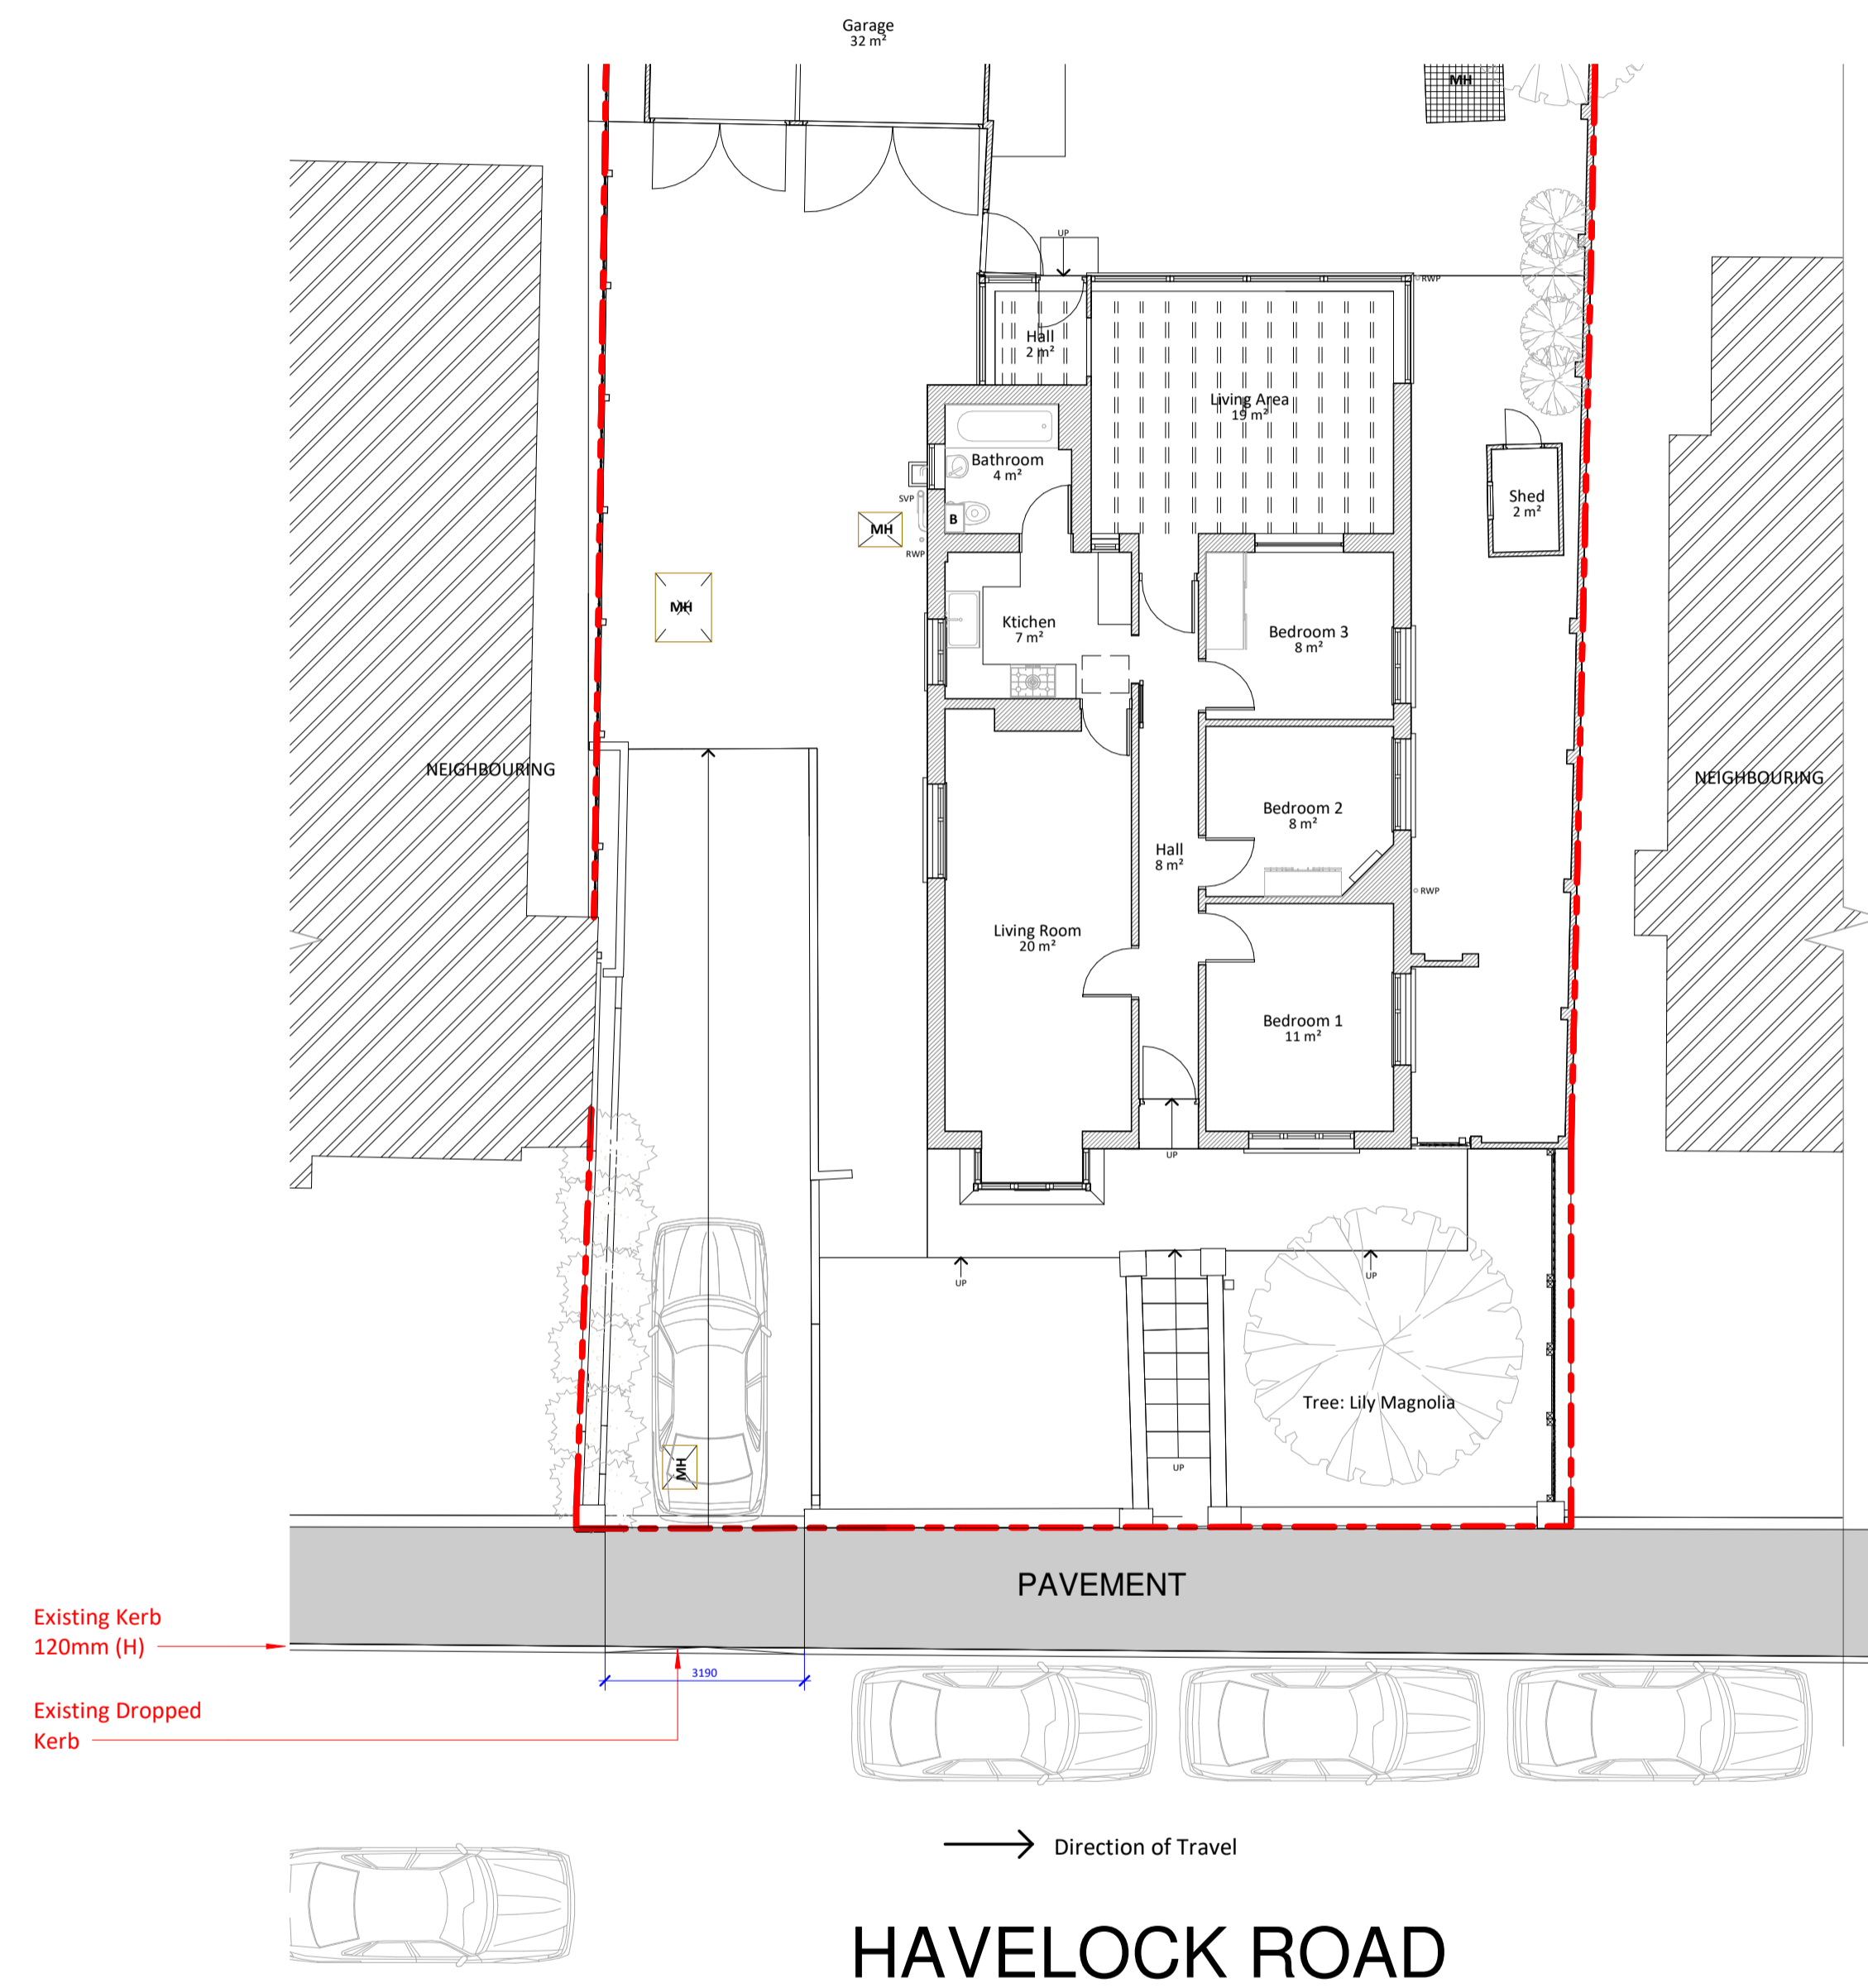 Garage
32 m²
MH
UP
RWP
Hall
2 m²
Living Area
19 m²
Bathroom
4 m²
SVP
B
MH
RWP
Shed
2 m²
MH
Ktichen
7 m²
Bedroom 3
8 m²
NEIGHBOURING
NEIGHBOURING
Bedroom 2
8 m²
Hall
8 m²
RWP
Living Room
20 m²
Bedroom 1
11 m²
UP
UP
UP
Tree: Lily Magnolia
MH
UP
PAVEMENT
Existing Kerb
120mm (H)
3190
Existing Dropped
Kerb
Direction of Travel
HAVELOCK ROAD